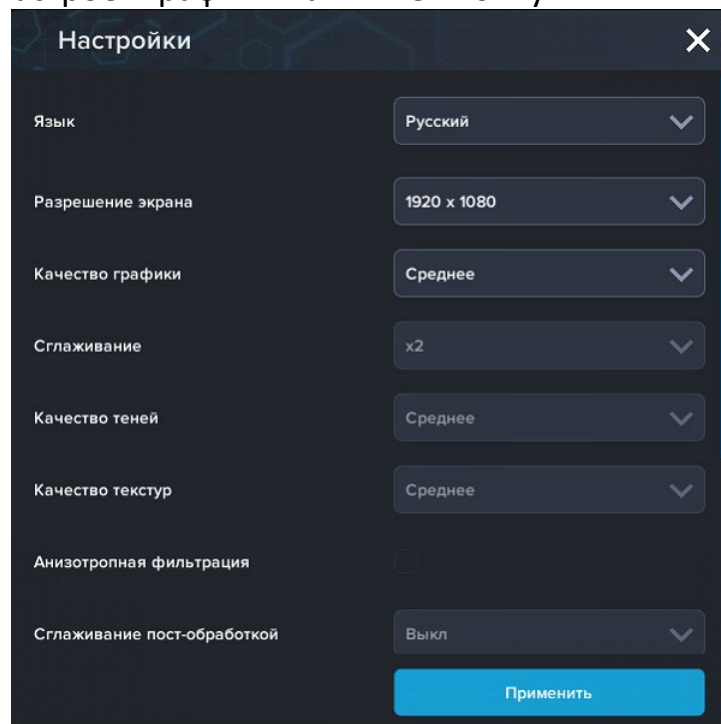 Настройки
Язык
Русский
Разрешение экрана
1920 x 1080
Качество графики
Среднее
Сглаживание
x2
Качество теней
Среднее
Качество текстур
Среднее
Анизотропная фильтрация
Сглаживание пост-обработкой
Выкл
Применить